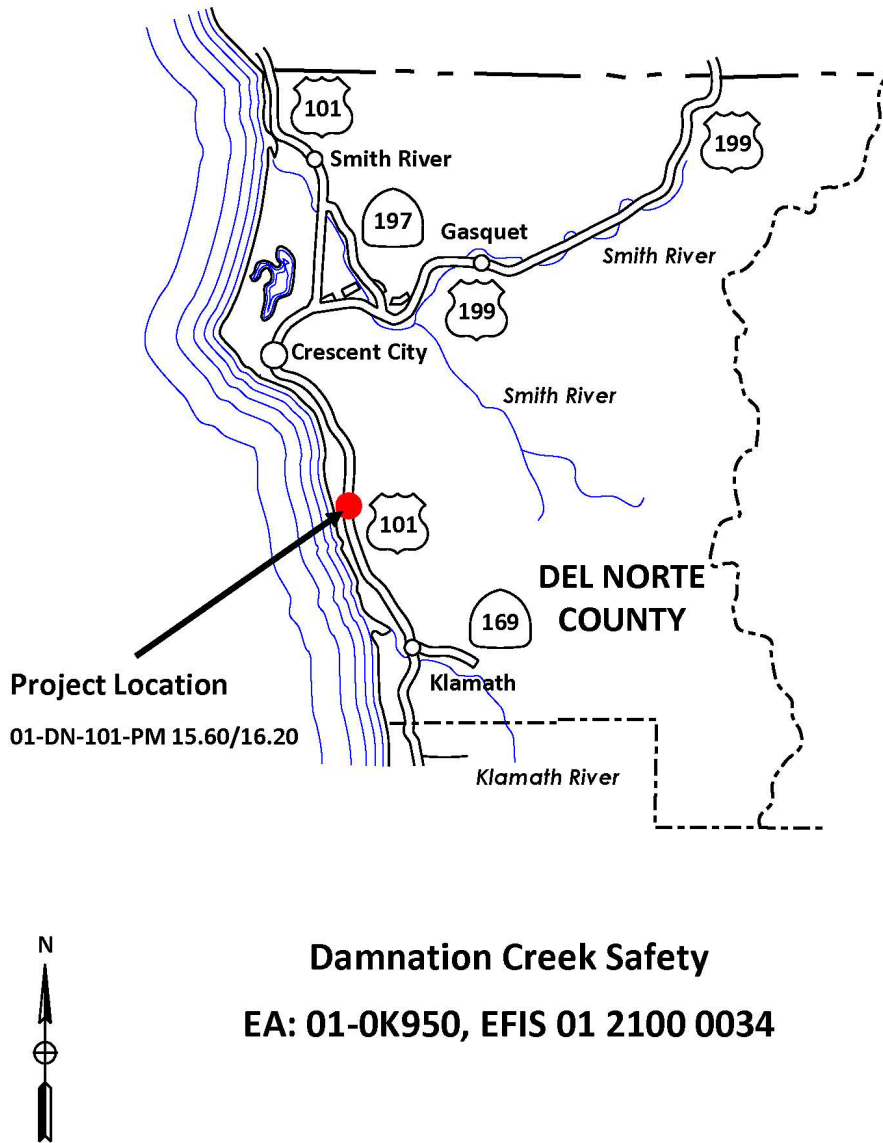 101
Smith River
199
197
Gasquet
Smith River
199
Crescent City
Smith River
101
DEL NORTE
COUNTY
169
Project Location
Klamath
01-DN-101-PM 15.60/16.20
Klamath River
N
Damnation Creek Safety
EA: 01-0K950, EFIS 01 2100 0034